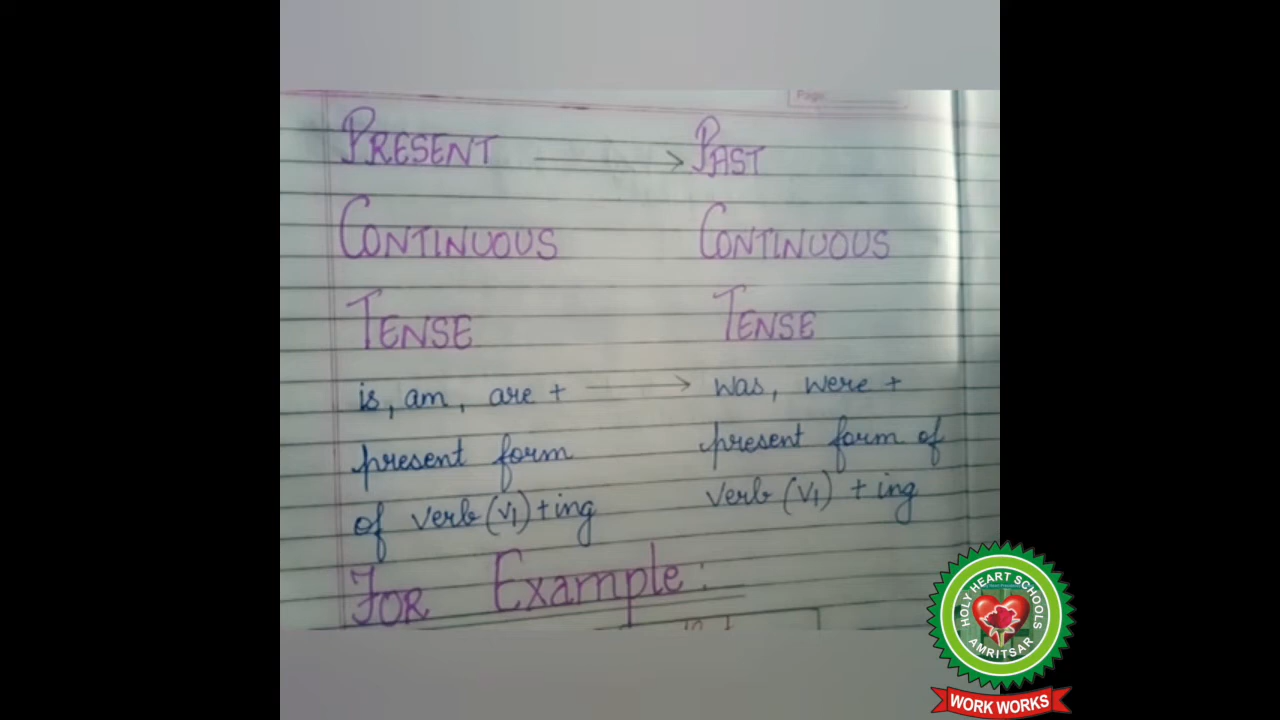 Page:
PRESENT → PAST
CONTINUOUS CONTINUOUS
TENSE TENSE
is, am, are + → was, were +
present form present form of
of verb (V1) + ing verb (V1) + ing
FOR Example:
HOLY HEART SCHOOLS
AMRITSAR
WORK WORKS